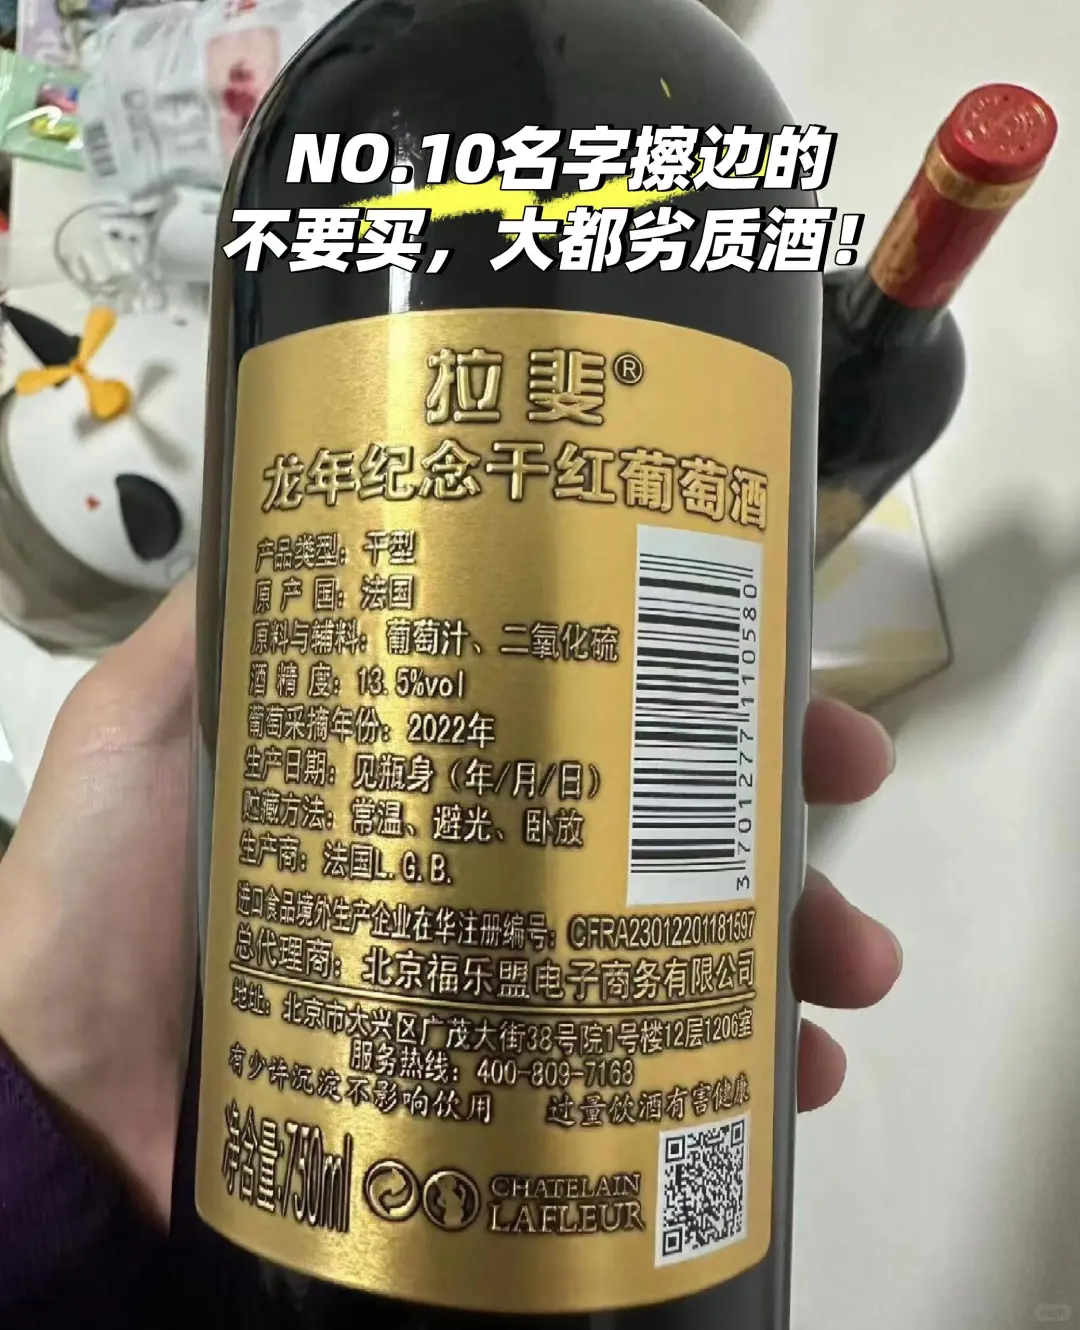 NO.10名字擦边的
不要买，大都劣质酒！
拉斐®
龙年纪念干红葡萄酒
产品类型：干型
原产国：法国
原料与辅料：葡萄汁、二氧化硫
酒精度：13.5%vol
葡萄采摘年份：2022年
生产日期：见瓶身（年/月/日）
贮藏方法：常温、避光、卧放
生产商：法国L.G.B.
进口食品境外生产企业在华注册编号：CFRA23012201181597
总代理商：北京福乐盟电子商务有限公司
地址：北京市大兴区广茂大街38号院1号楼12层1206室
服务热线：400-809-7168
有少许沉淀不影响饮用 过量饮酒有害健康
净含量:750ml
CHATELAIN
LAFLEUR
3701277110580